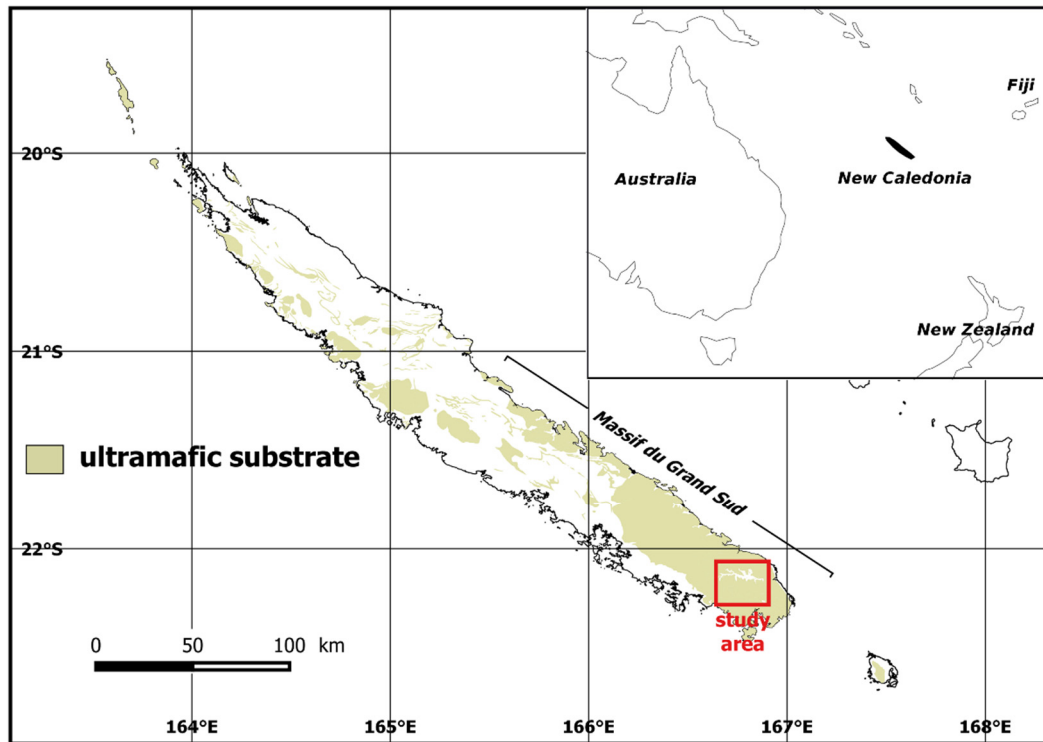 Fiji
20°S
Australia
New Caledonia
New Zealand
21°S
Massif du Grand Sud
ultramafic substrate
22°S
study
area
0 50 100 km
164°E 165°E 166°E 167°E 168°E